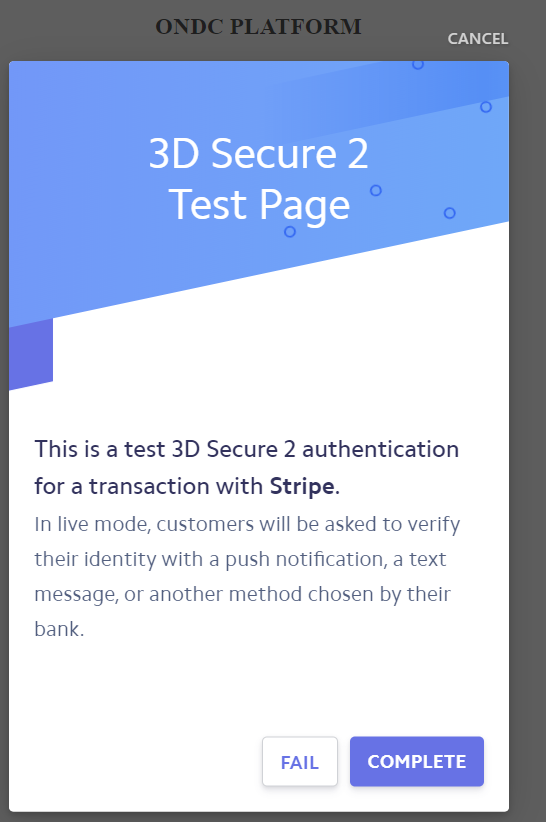 ONDC PLATFORM
CANCEL
3D Secure 2
Test Page
This is a test 3D Secure 2 authentication
for a transaction with Stripe.
In live mode, customers will be asked to verify
their identity with a push notification, a text
message, or another method chosen by their
bank.
FAIL
COMPLETE